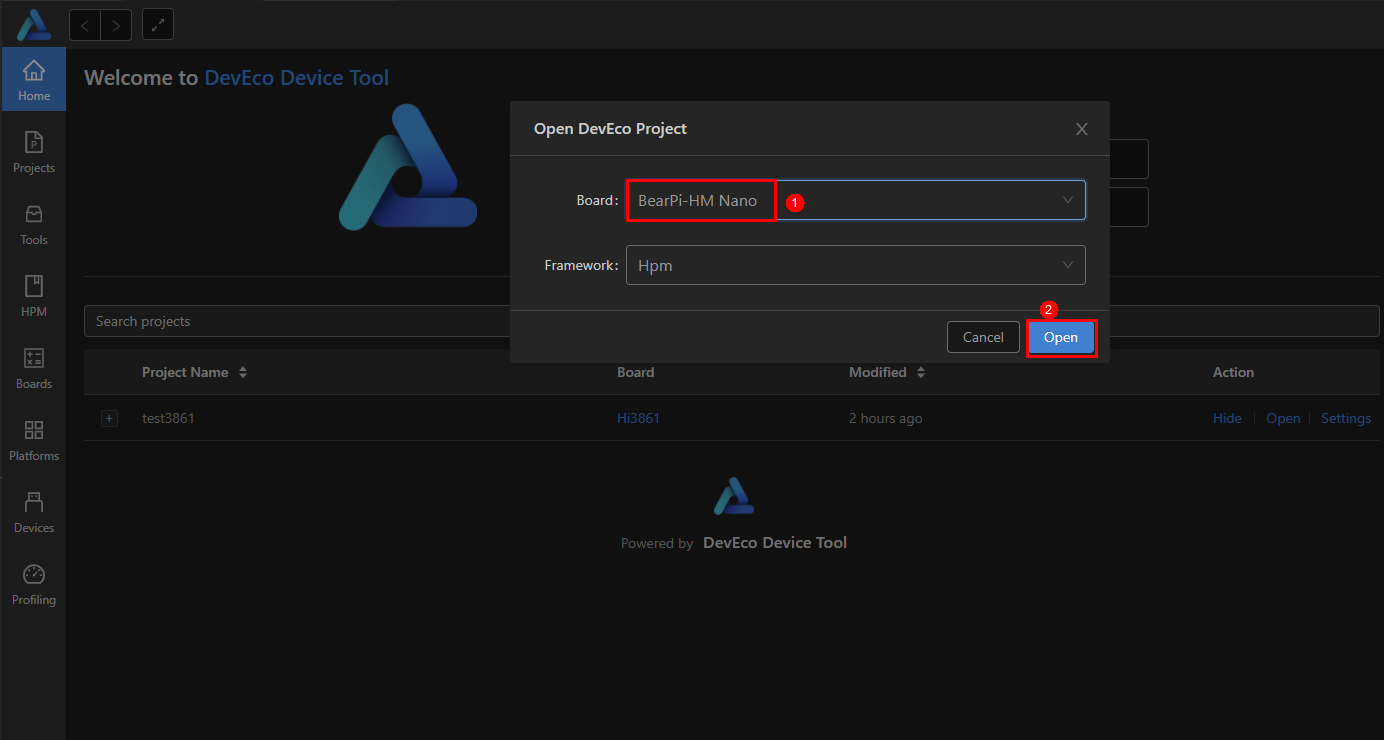 Welcome to DevEco Device Tool
Home
Projects
Tools
HPM
Boards
Platforms
Devices
Profiling
Open DevEco Project
Board: BearPi-HM Nano 1
Framework: Hpm
2
Cancel Open
Search projects
Project Name Board Modified Action
test3861 Hi3861 2 hours ago Hide Open Settings
Powered by DevEco Device Tool